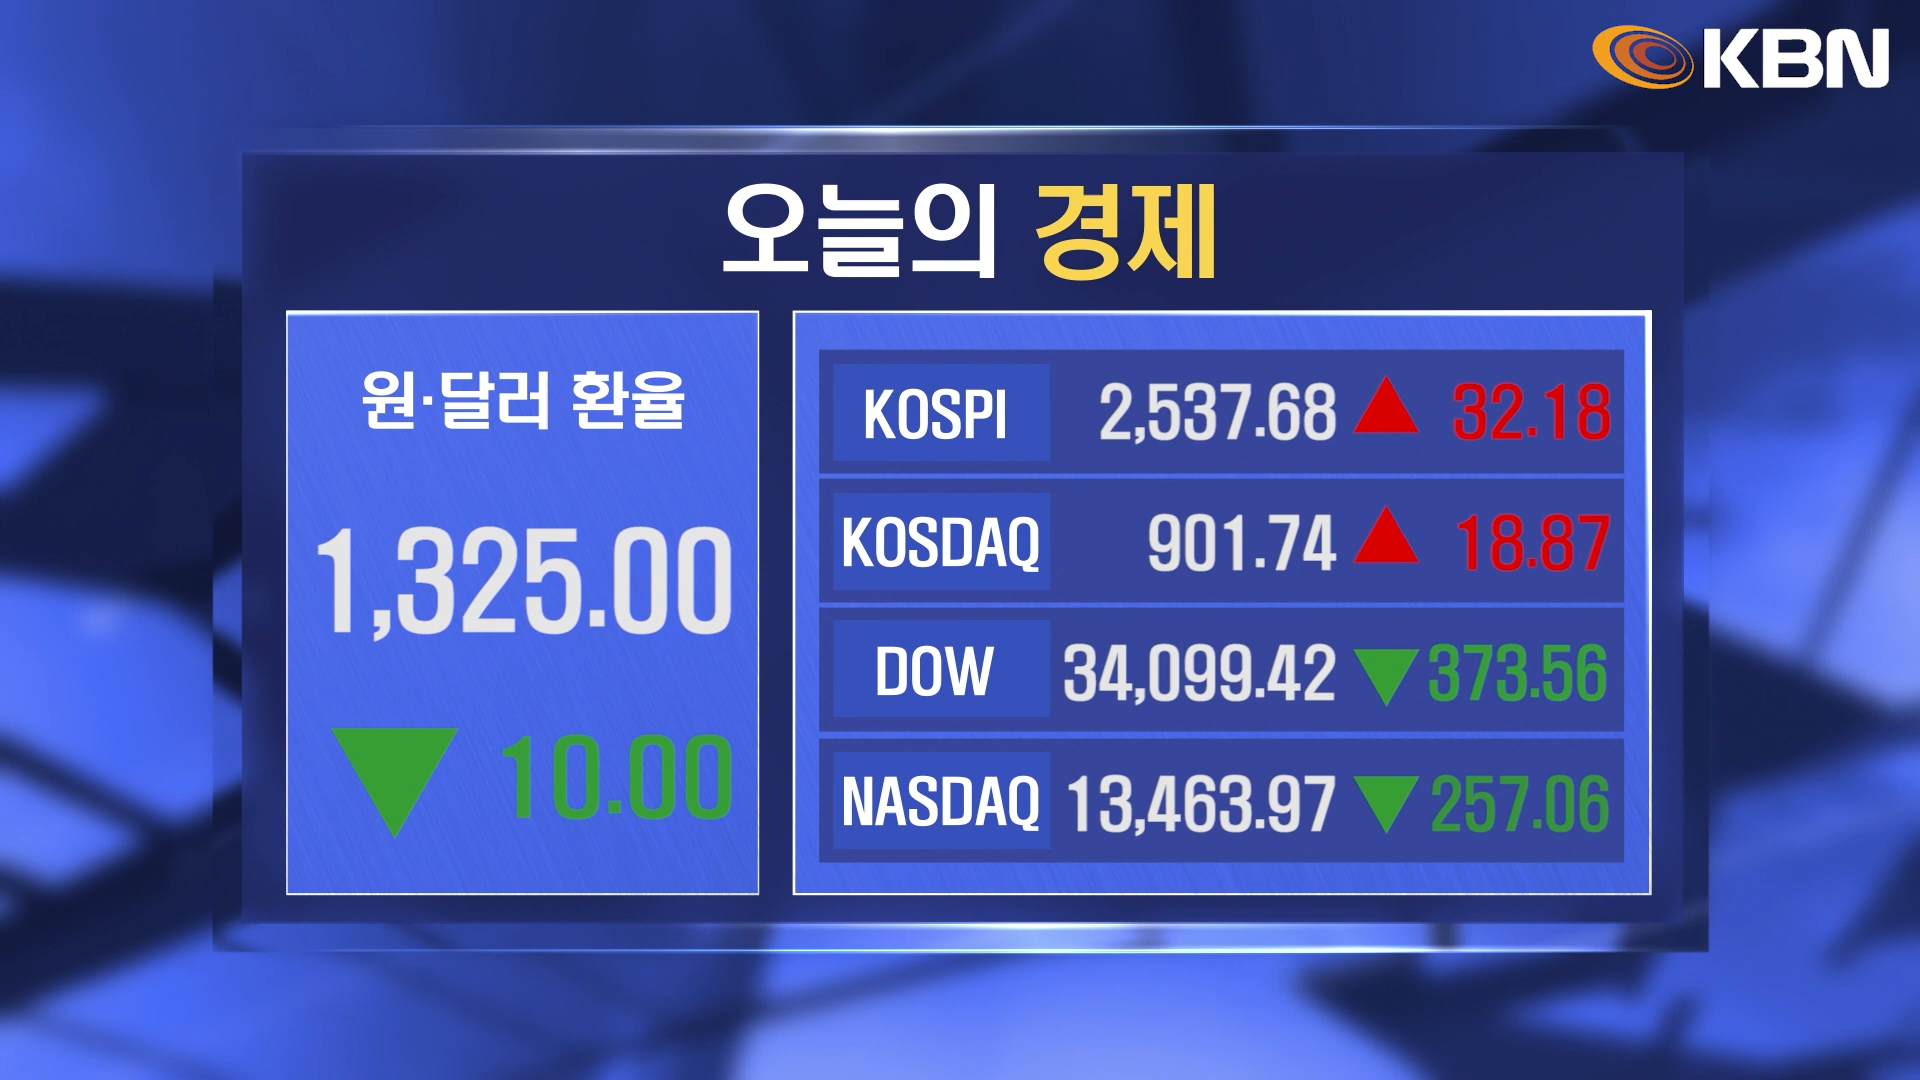 KBN
오늘의 경제
원·달러 환율
1,325.00
▼ 10.00
KOSPI 2,537.68 ▲ 32.18
KOSDAQ 901.74 ▲ 18.87
DOW 34,099.42 ▼ 373.56
NASDAQ 13,463.97 ▼ 257.06